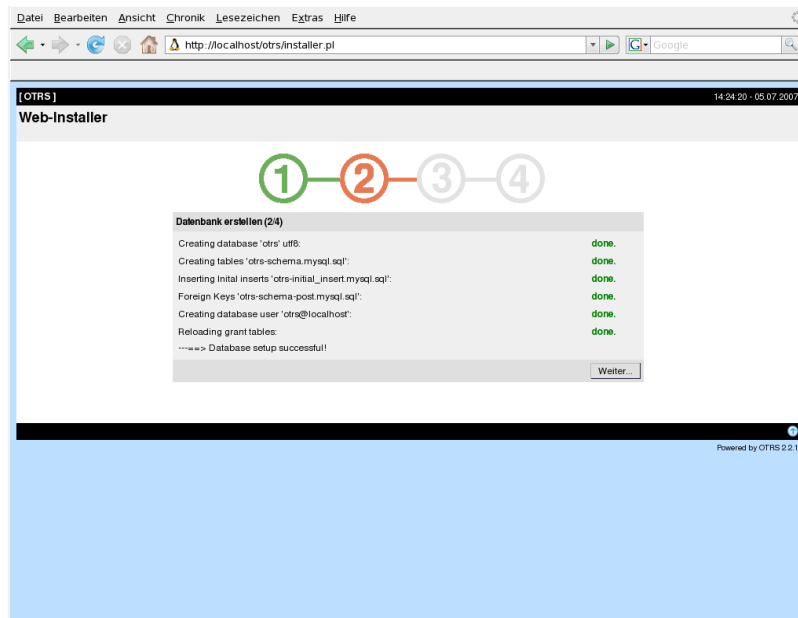 Datei Bearbeiten Ansicht Chronik Lesezeichen Extras Hilfe
http://localhost/otrs/installer.pl
G Google
[ OTRS ] 14:24:20 - 05.07.2007
Web-Installer
1 2 3 4
Datenbank erstellen (2/4)
Creating database 'otrs' utf8: done.
Creating tables 'otrs-schema.mysql.sql': done.
Inserting Inital inserts 'otrs-initial_insert.mysql.sql': done.
Foreign Keys 'otrs-schema-post.mysql.sql': done.
Creating database user 'otrs@localhost': done.
Reloading grant tables: done.
---==> Database setup successful!
Weiter...
Powered by OTRS 2.2.1